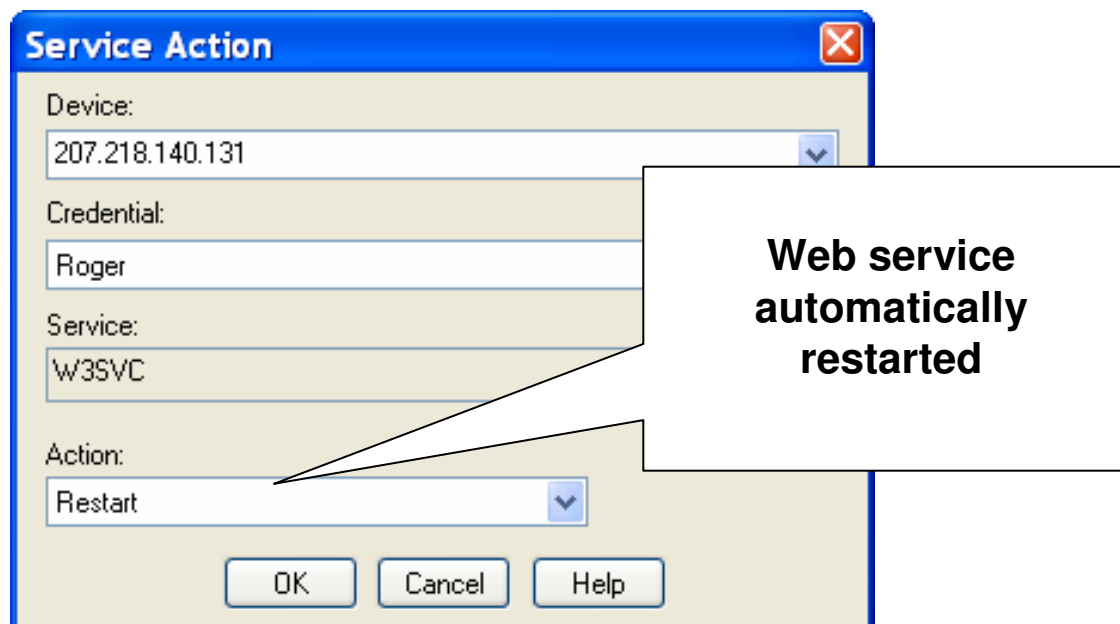 Service Action
Device:
207.218.140.131
Credential:
Roger
Service:
W3SVC
Action:
Restart
OK Cancel Help
Web service
automatically
restarted